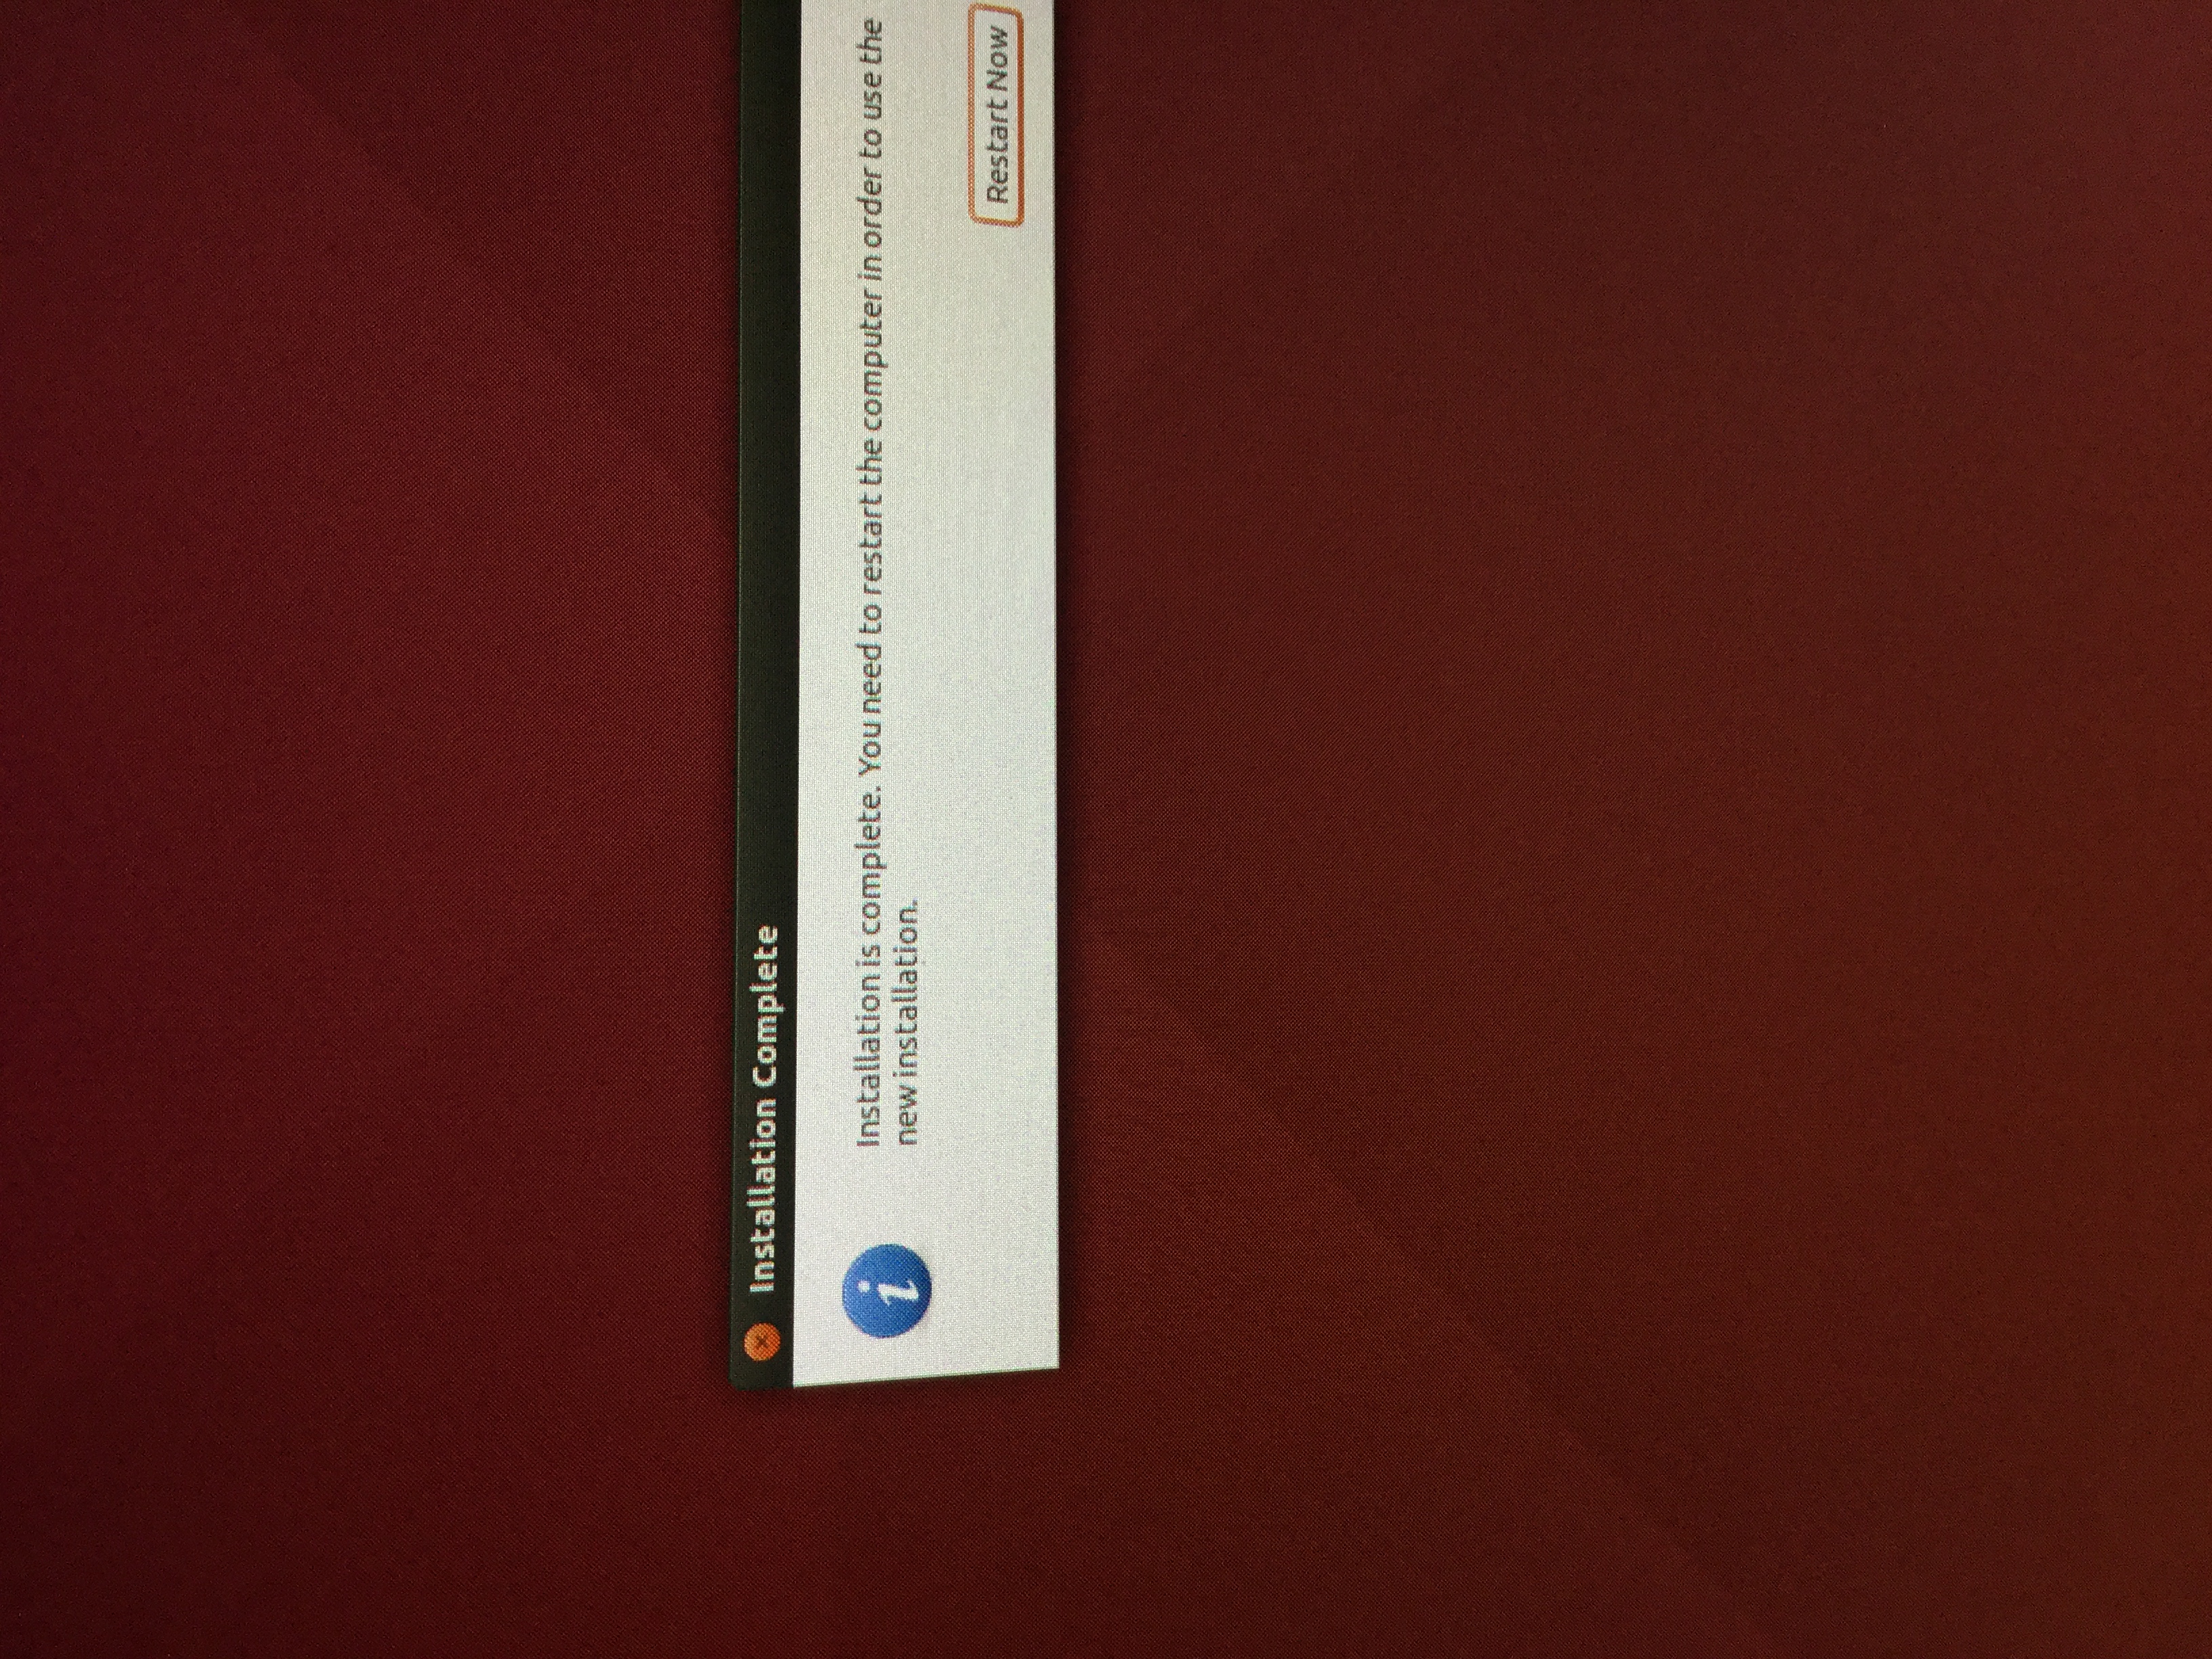 Installation Complete
Installation is complete. You need to restart the computer in order to use the
new installation.
Restart Now